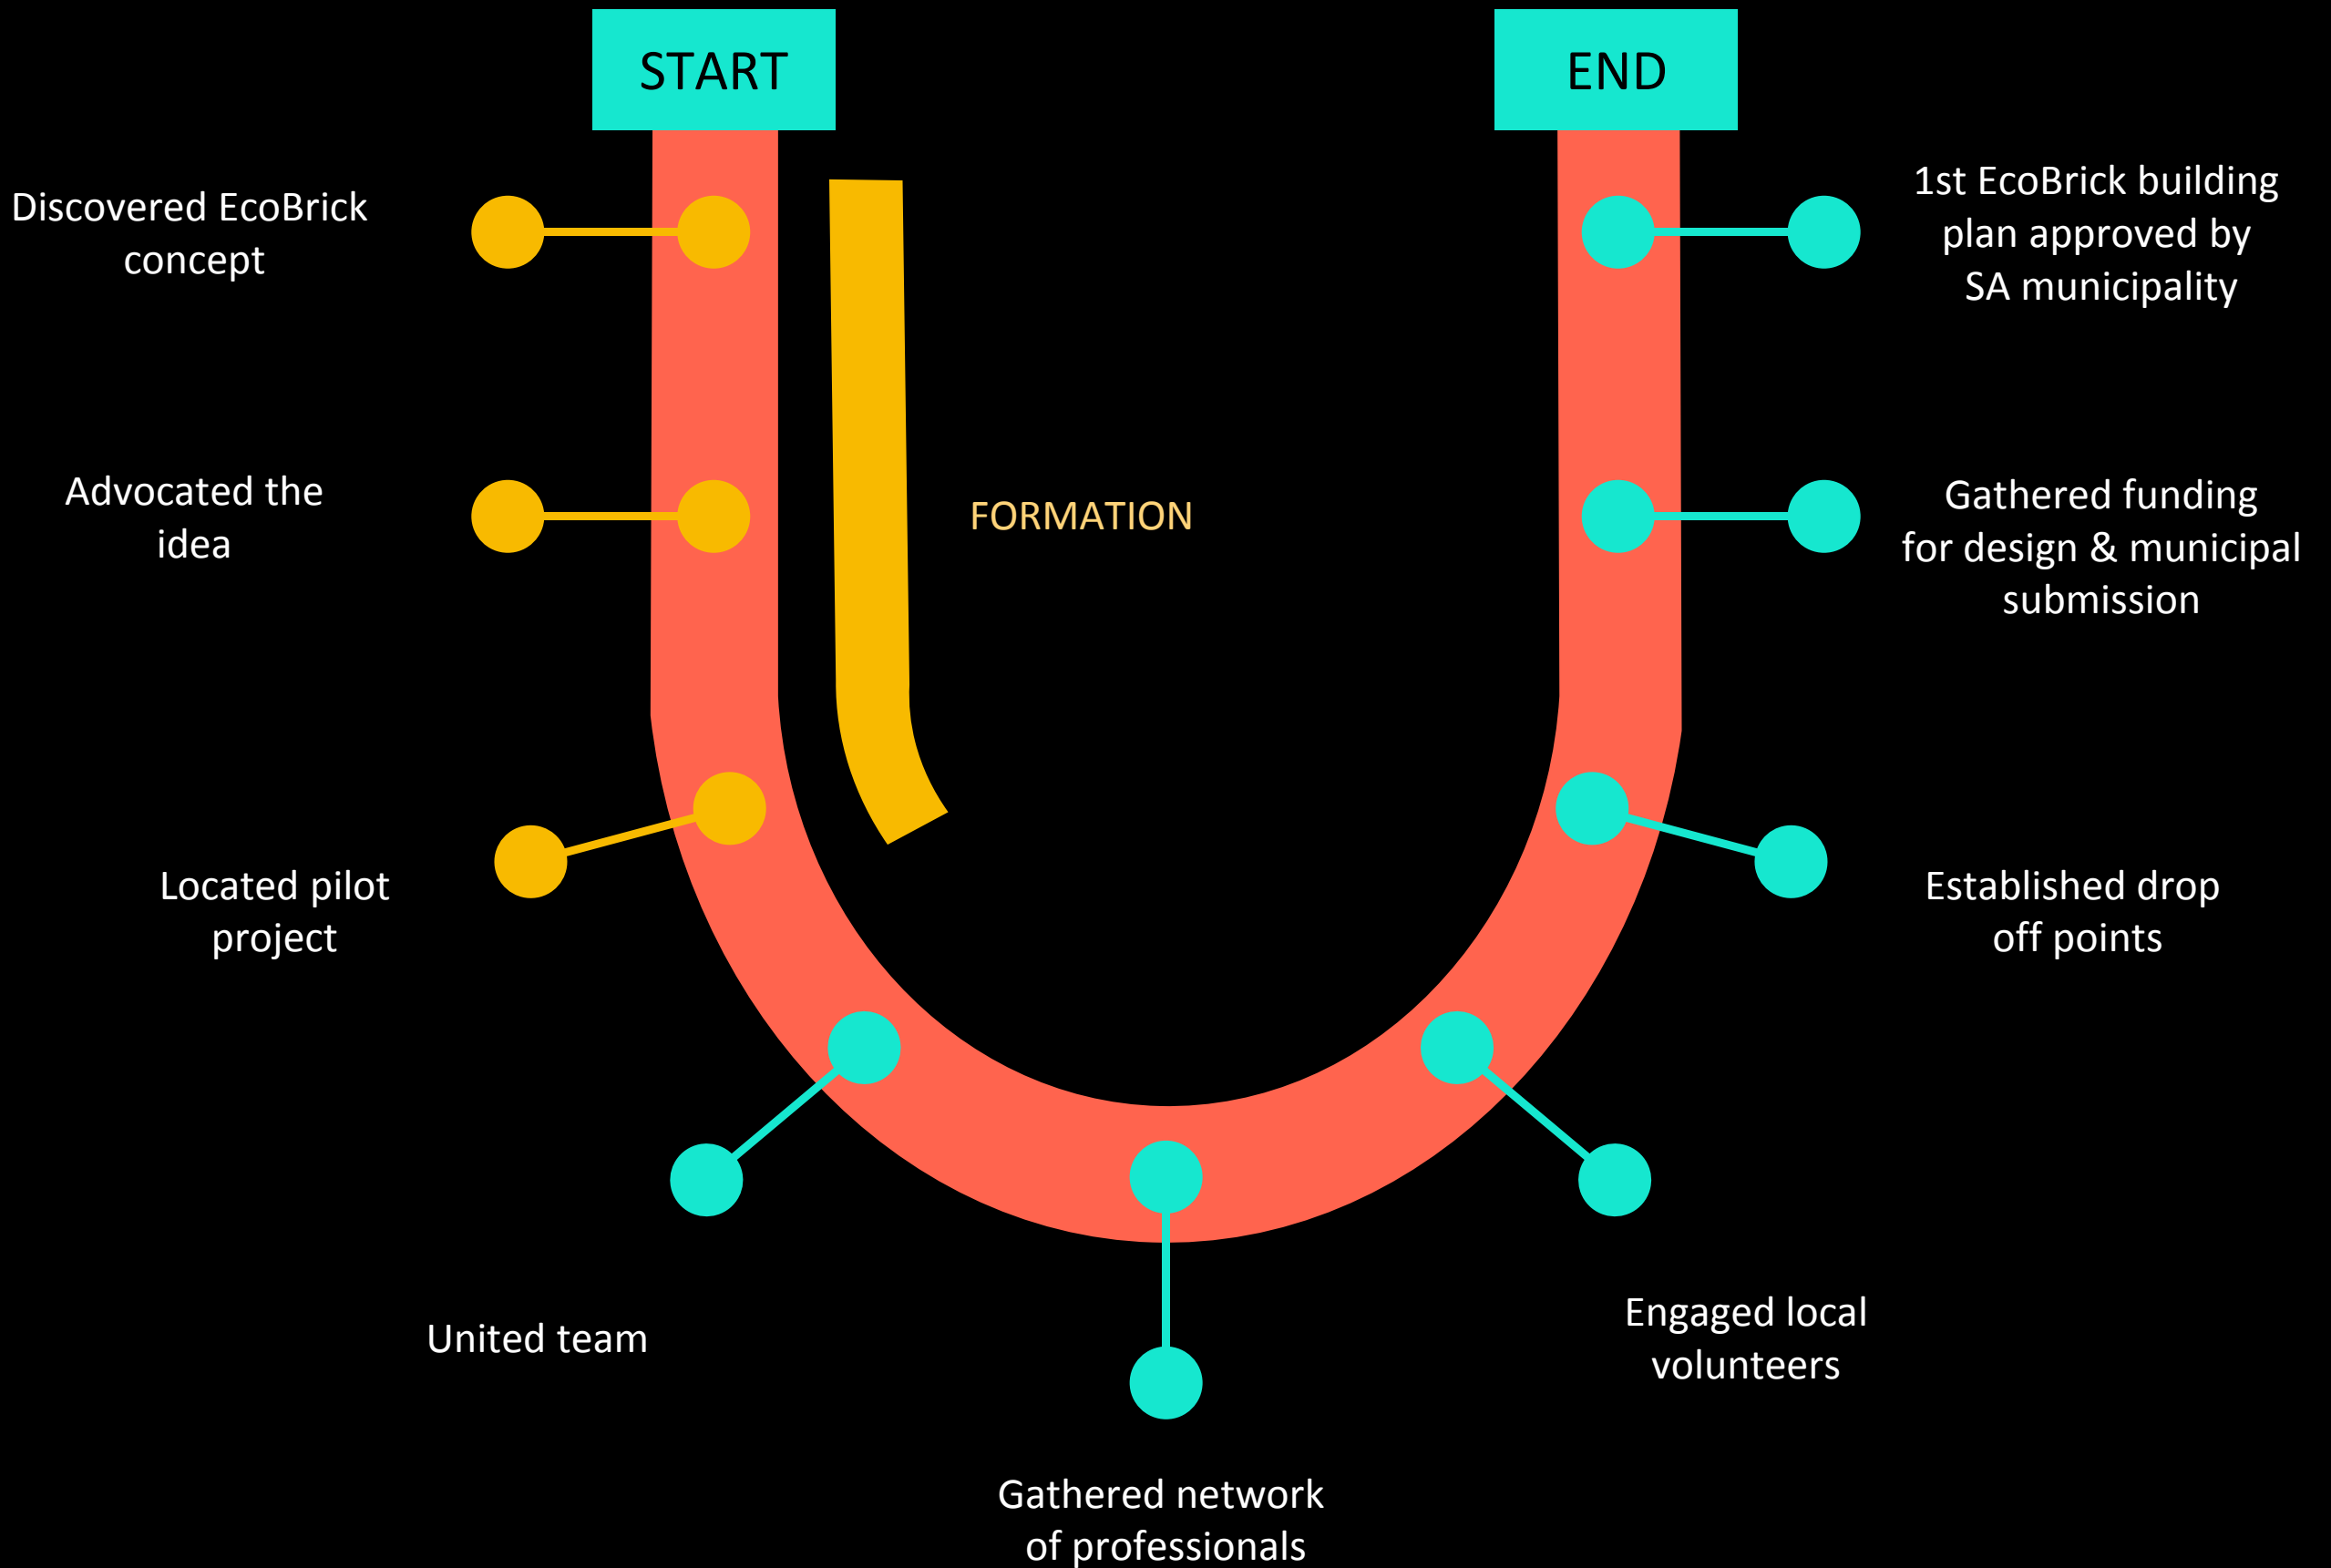 START
END
Discovered EcoBrick
concept
Advocated the
idea
FORMATION
Located pilot
project
United team
Gathered network
of professionals
Engaged local
volunteers
Established drop
off points
Gathered funding
for design & municipal
submission
1st EcoBrick building
plan approved by
SA municipality